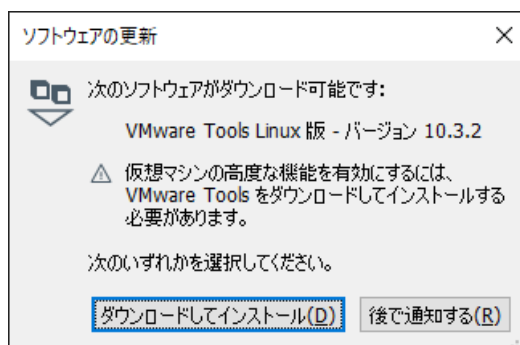 ソフトウェアの更新
次のソフトウェアがダウンロード可能です:
VMware Tools Linux 版 - バージョン 10.3.2
仮想マシンの高度な機能を有効にするには、
VMware Tools をダウンロードしてインストールする
必要があります。
次のいずれかを選択してください。
ダウンロードしてインストール(D) 後で通知する(R)